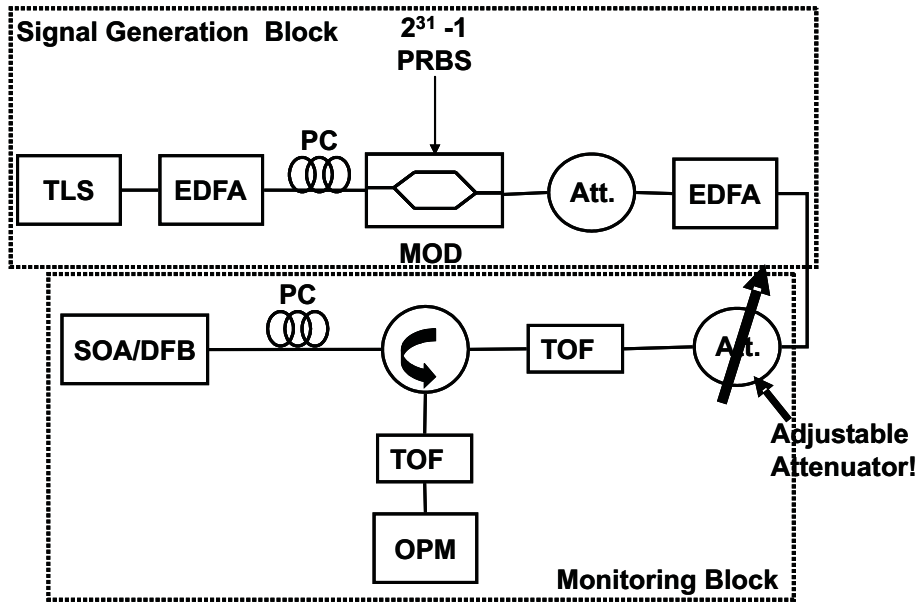 Signal Generation Block
2³¹ -1
PRBS
PC
TLS
EDFA
MOD
Att.
EDFA
PC
SOA/DFB
TOF
Att.
Adjustable
Attenuator!
TOF
OPM
Monitoring Block